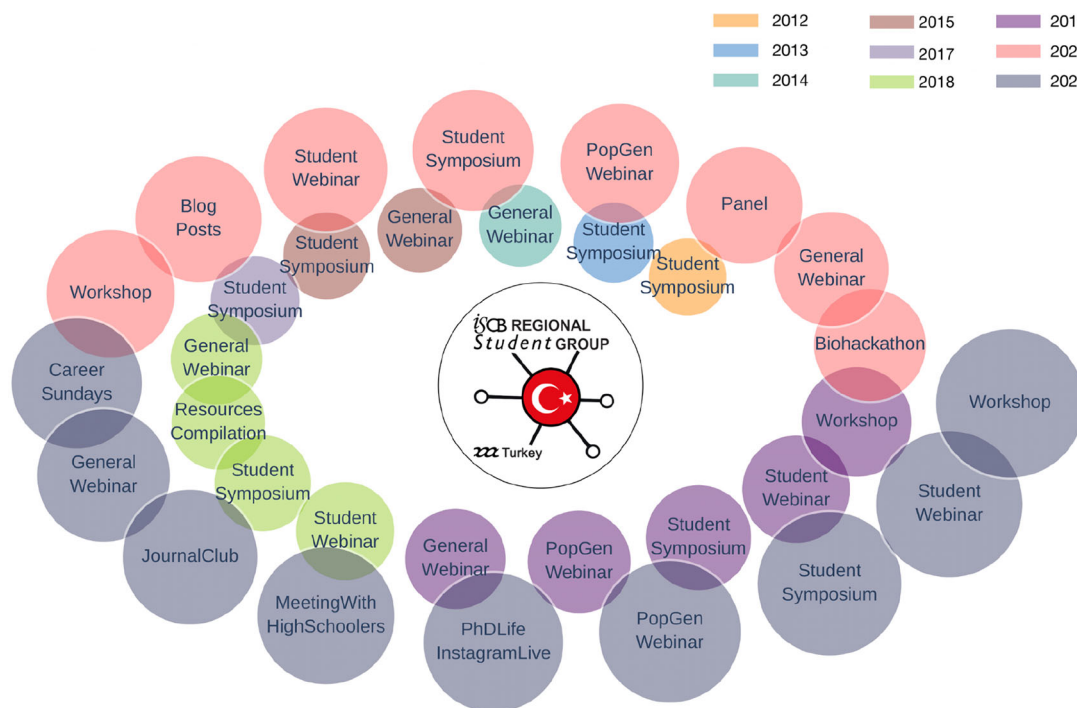 2012
2013
2014
2015
2017
2018
201
202
202
Student
Symposium
Student
Webinar
PopGen
Webinar
Blog
Posts
Panel
General
Webinar
General
Webinar
Student
Symposium
Student
Symposium
Student
Symposium
General
Webinar
Workshop
Student
Symposium
Biohackathon
General
Webinar
Career
Sundays
Resources
Compilation
Workshop
Workshop
General
Webinar
Student
Symposium
Student
Webinar
Student
Webinar
JournalClub
Student
Webinar
General
Webinar
PopGen
Webinar
Student
Symposium
Student
Symposium
MeetingWith
HighSchoolers
PhDLife
InstagramLive
PopGen
Webinar
iSCB REGIONAL
Student GROUP
Turkey